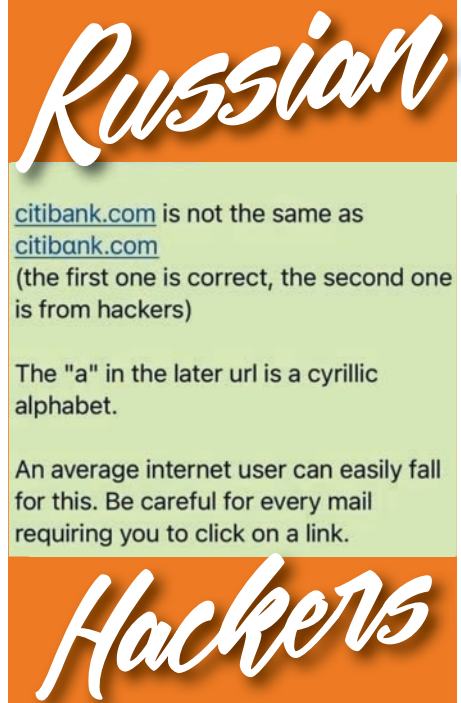 Russian
citibank.com is not the same as
citibɑnk.com
(the first one is correct, the second one
is from hackers)
The "a" in the later url is a cyrillic
alphabet.
An average internet user can easily fall
for this. Be careful for every mail
requiring you to click on a link.
Hackers